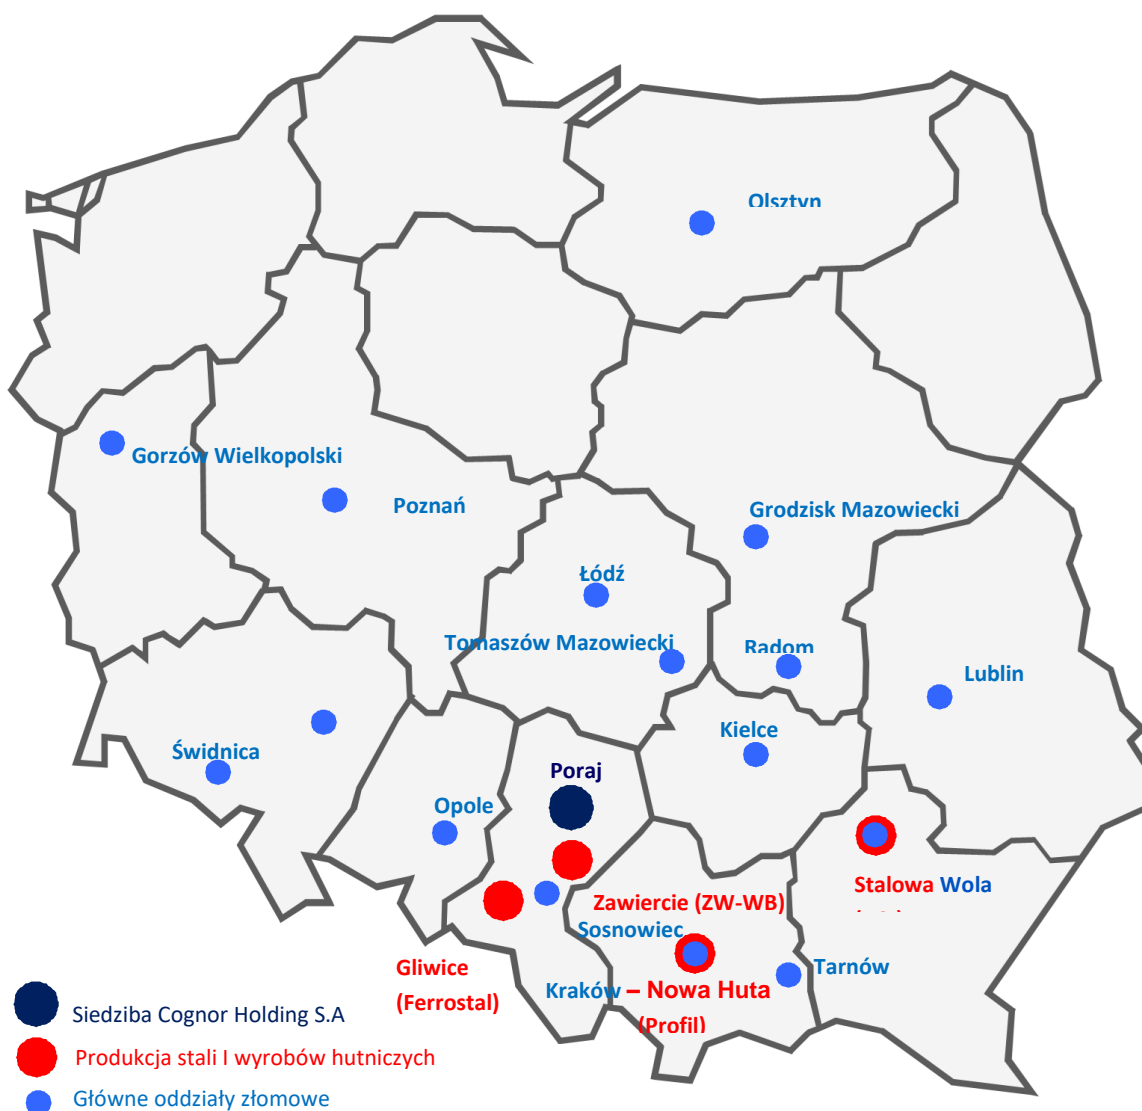 Olsztyn
Gorzów Wielkopolski
Poznań
Grodzisk Mazowiecki
Łódź
Tomaszów Mazowiecki
Radom
Lublin
Kielce
Świdnica
Poraj
Opole
Stalowa Wola
Zawiercie (ZW-WB)
Sosnowiec
Tarnów
Gliwice
(Ferrostal)
Kraków – Nowa Huta
(Profil)
Siedziba Cognor Holding S.A
Produkcja stali I wyrobów hutniczych
Główne oddziały złomowe